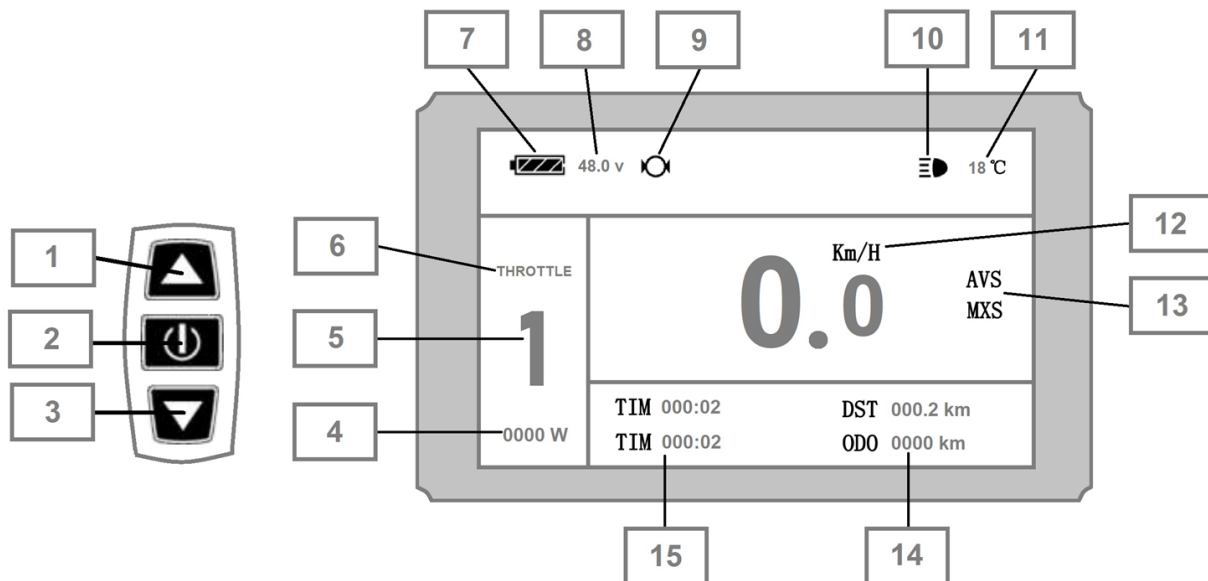 7 8 9 10 11
48.0 v 18 ℃
1
2
3
6 THROTTLE
5 1
4 0000 W
Km/H 12
0.0
AVS
MXS 13
TIM 000:02 DST 000.2 km
TIM 000:02 ODO 0000 km
15 14